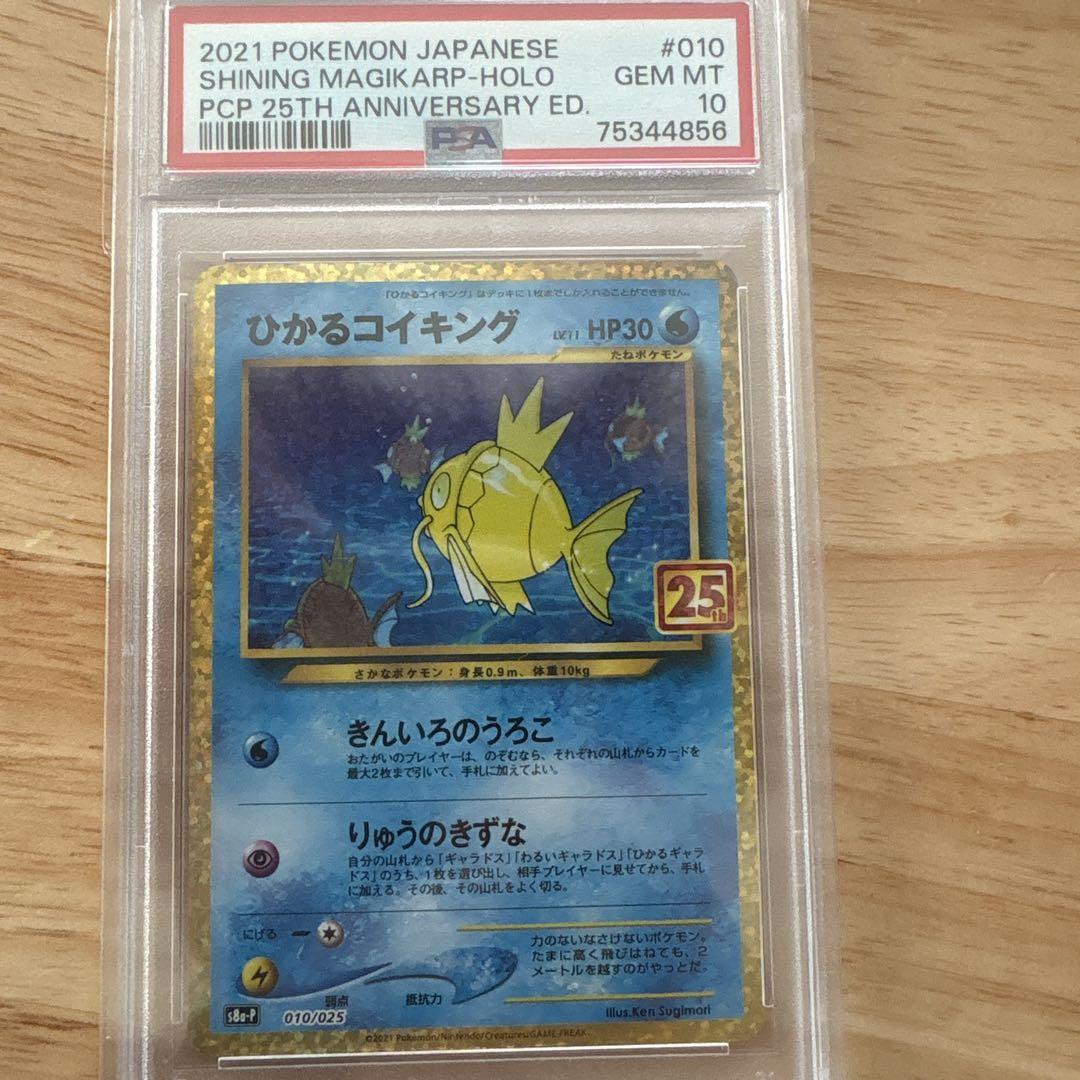 2021 POKEMON JAPANESE #010
SHINING MAGIKARP-HOLO GEM MT
PCP 25TH ANNIVERSARY ED. 10
PSA 75344856
「ひかるコイキング」はデッキに1枚までしか入れることができません。
ひかるコイキング LV.11 HP30
たねポケモン
25th
さかなポケモン：身長0.9m、体重10kg
きんいろのうろこ
おたがいのプレイヤーは、のぞむなら、それぞれの山札からカードを
最大2枚まで引いて、手札に加えてよい。
りゅうのきずな
自分の山札から「ギャラドス」「わるいギャラドス」「ひかるギャラ
ドス」のうち、1枚を選び出し、相手プレイヤーに見せてから、手札
に加える。その後、その山札をよく切る。
にげる
力のないなさけないポケモン。
たまに高く飛びはねても、2
メートルを越すのがやっとだ。
弱点 抵抗力
s8a-P 010/025 Illus.Ken Sugimori
©2021 Pokémon/Nintendo/Creatures/GAME FREAK.